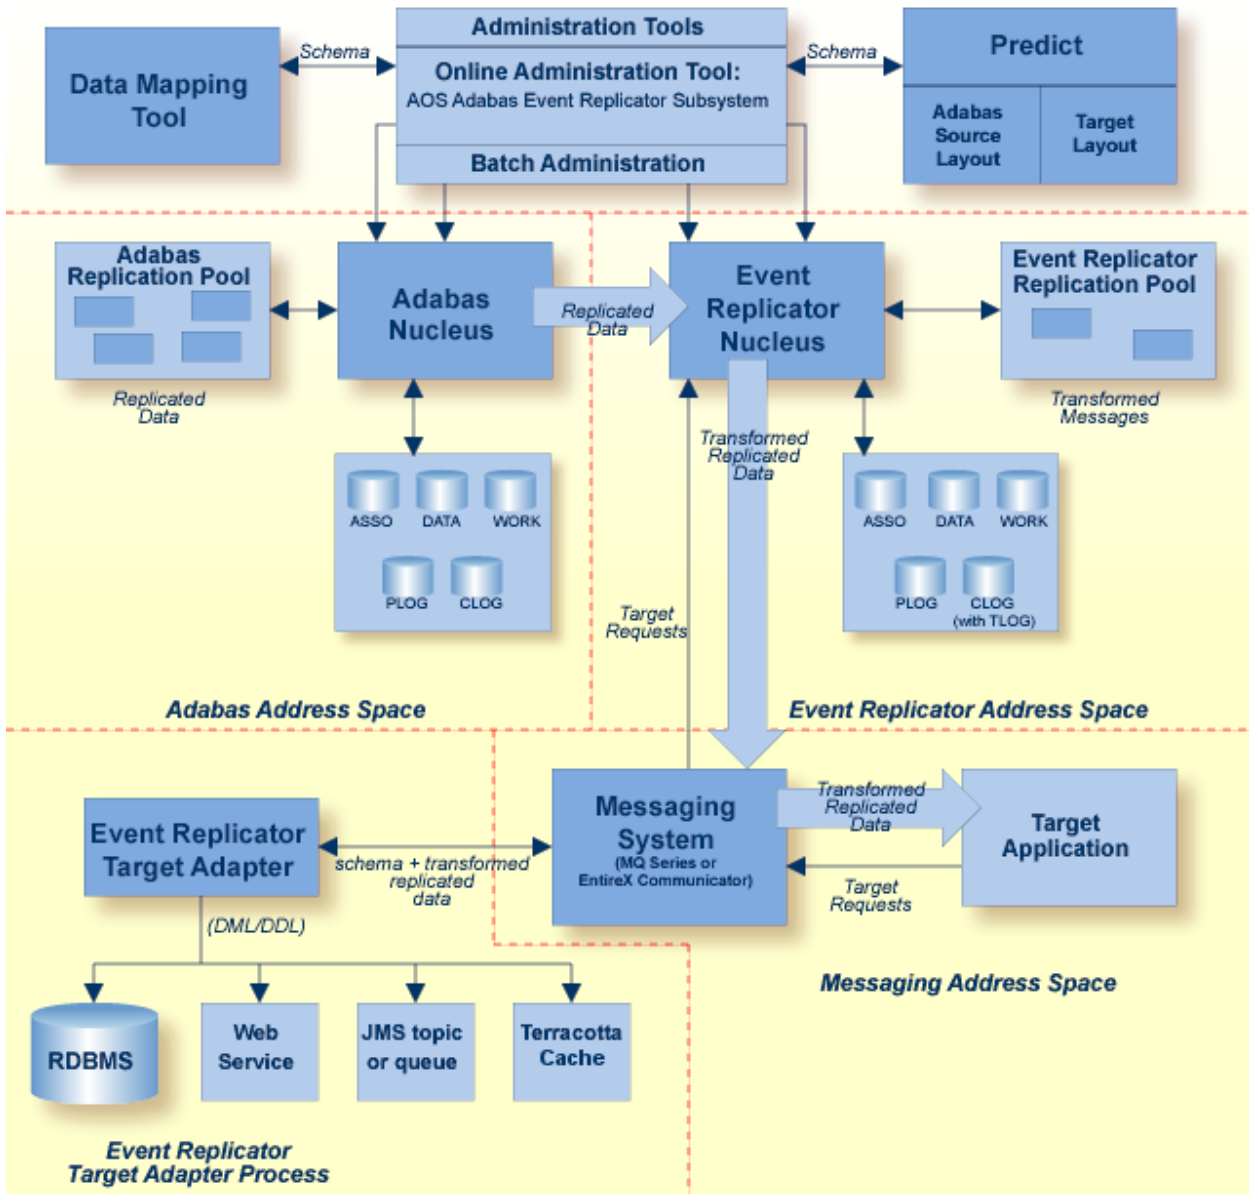 Data Mapping
Tool
Schema
Administration Tools
Online Administration Tool:
AOS Adabas Event Replicator Subsystem
Batch Administration
Schema
Predict
Adabas
Source
Layout
Target
Layout
Adabas
Replication Pool
Replicated
Data
Adabas
Nucleus
Replicated
Data
Event
Replicator
Nucleus
Event Replicator
Replication Pool
Transformed
Messages
ASSO
DATA
WORK
PLOG
CLOG
Target
Requests
Transformed
Replicated
Data
ASSO
DATA
WORK
PLOG
CLOG
(with TLOG)
Adabas Address Space
Event Replicator Address Space
Event Replicator
Target Adapter
schema + transformed
replicated
data
Messaging
System
(MQ Series or
EntireX Communicator)
Transformed
Replicated
Data
Target
Requests
Target
Application
(DML/DDL)
RDBMS
Web
Service
JMS topic
or queue
Terracotta
Cache
Messaging Address Space
Event Replicator
Target Adapter Process